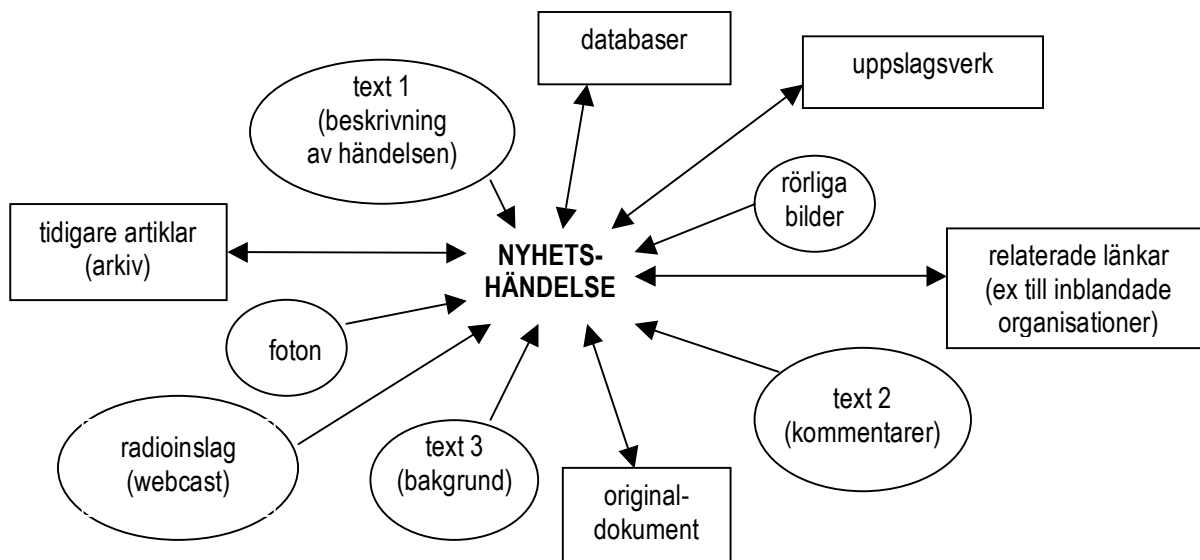 databaser
uppslagsverk
text 1
(beskrivning
av händelsen)
rörliga
bilder
tidigare artiklar
(arkiv)
NYHETS-
HÄNDELSE
relaterade länkar
(ex till inblandade
organisationer)
foton
text 2
(kommentarer)
radioinslag
(webcast)
text 3
(bakgrund)
original-
dokument